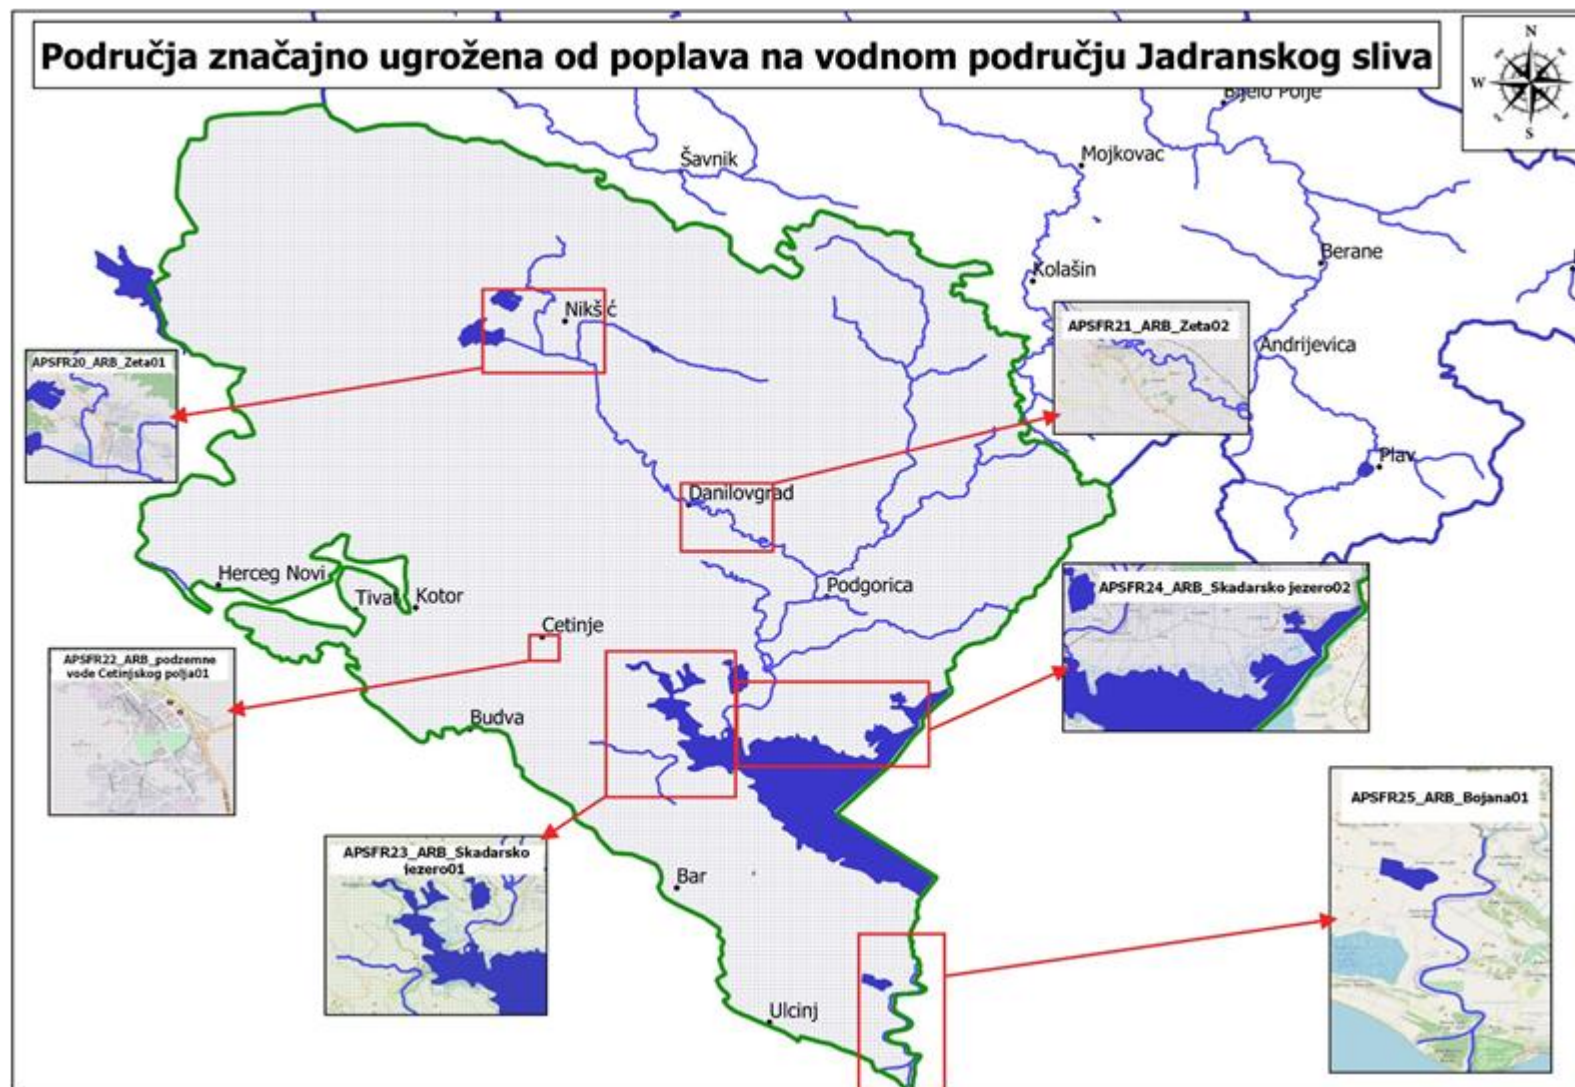 Područja značajno ugrožena od poplava na vodnom području Jadranskog sliva
N
W
S
Bijelo Polje
Šavnik
Mojkovac
Berane
Kolašin
Nikšić
APSFR21_ARB_Zeta02
Andrijevica
APSFR20_ARB_Zeta01
Plav
Danilovgrad
Herceg Novi
Tivat
Kotor
Podgorica
APSFR24_ARB_Skadarsko jezero02
Cetinje
APSFR22_ARB_podzemne
vode Cetinjskog polja01
Budva
APSFR25_ARB_Bojana01
APSFR23_ARB_Skadarsko
jezero01
Bar
Ulcinj